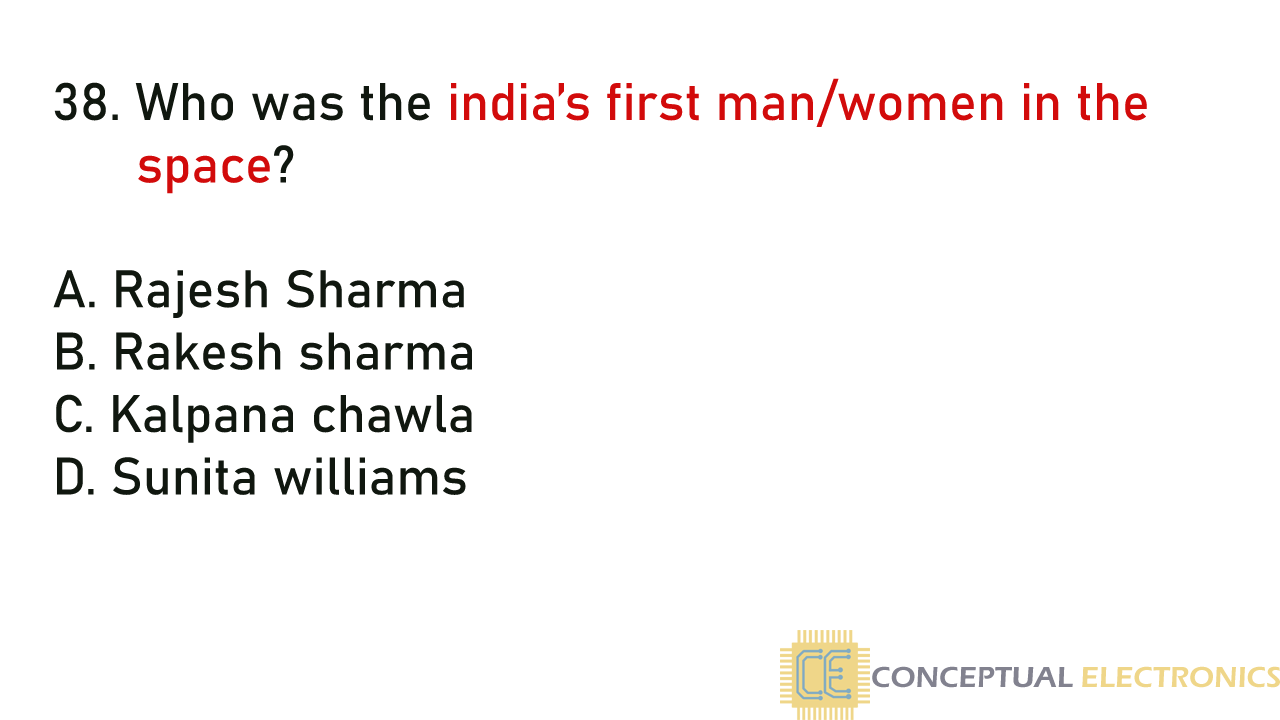 38. Who was the india's first man/women in the
space?
A. Rajesh Sharma
B. Rakesh sharma
C. Kalpana chawla
D. Sunita williams
CE CONCEPTUAL ELECTRONICS